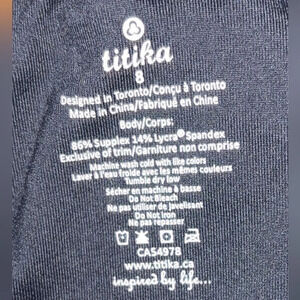 titika
8
Designed in Toronto/Conçu à Toronto
Made in China/Fabriqué en Chine
Body/Corps:
86% Supplex 14% Lycra® Spandex
Exclusive of trim/Garniture non comprise
wash cold with like colors
Laver à l'eau froide avec les mêmes couleurs
Tumble dry low
Sécher en machine à basse
Do Not Bleach
Ne pas utiliser de javelisant
Do Not Iron
Ne pas repasser
CA54978
www.titika.ca
inspired by life...